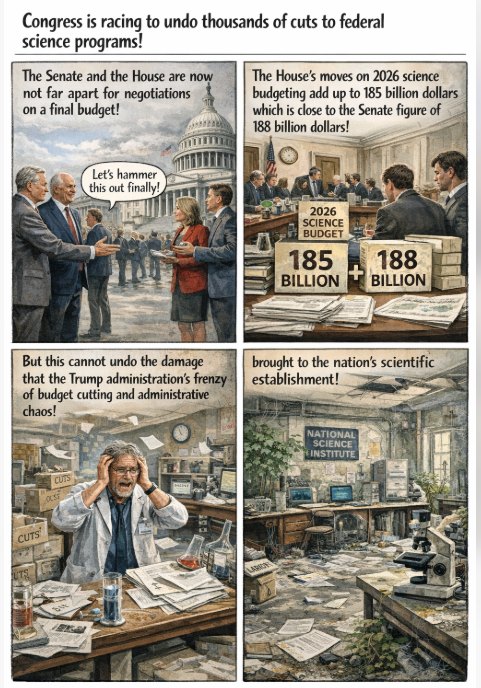 Congress is racing to undo thousands of cuts to federal
science programs!
The Senate and the House are now
not far apart for negotiations
on a final budget!
Let's hammer
this out finally!
The House's moves on 2026 science
budgeting add up to 185 billion dollars
which is close to the Senate figure of
188 billion dollars!
2026
SCIENCE
BUDGET
185
BILLION
+
188
BILLION
But this cannot undo the damage
that the Trump administration's frenzy
of budget cutting and administrative
chaos!
CUTS
CUTS
brought to the nation's scientific
establishment!
NATIONAL
SCIENCE
INSTITUTE